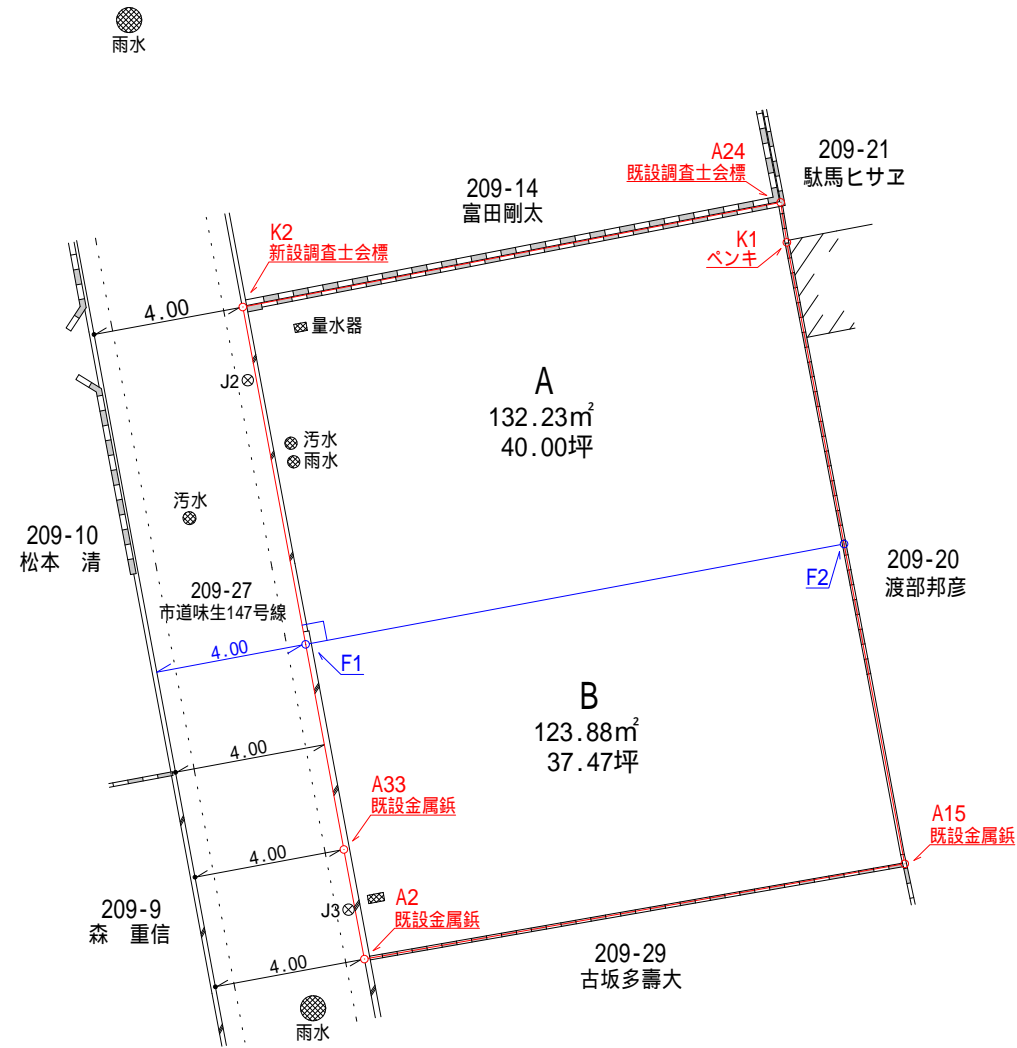 雨水
A24
既設調査士会標
209-21
駄馬ヒサヱ
209-14
富田剛太
K2
新設調査士会標
K1
ペンキ
4.00
量水器
J2
A
132.23㎡
40.00坪
汚水
雨水
汚水
209-10
松本　清
209-27
市道味生147号線
F2
209-20
渡部邦彦
4.00
F1
B
123.88㎡
37.47坪
4.00
A33
既設金属鋲
A15
既設金属鋲
4.00
209-9
森　重信
J3
A2
既設金属鋲
209-29
古坂多壽大
4.00
雨水